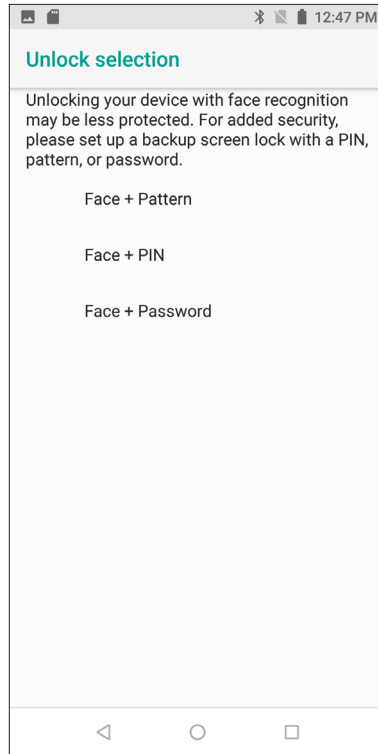 12:47 PM
Unlock selection
Unlocking your device with face recognition
may be less protected. For added security,
please set up a backup screen lock with a PIN,
pattern, or password.
Face + Pattern
Face + PIN
Face + Password